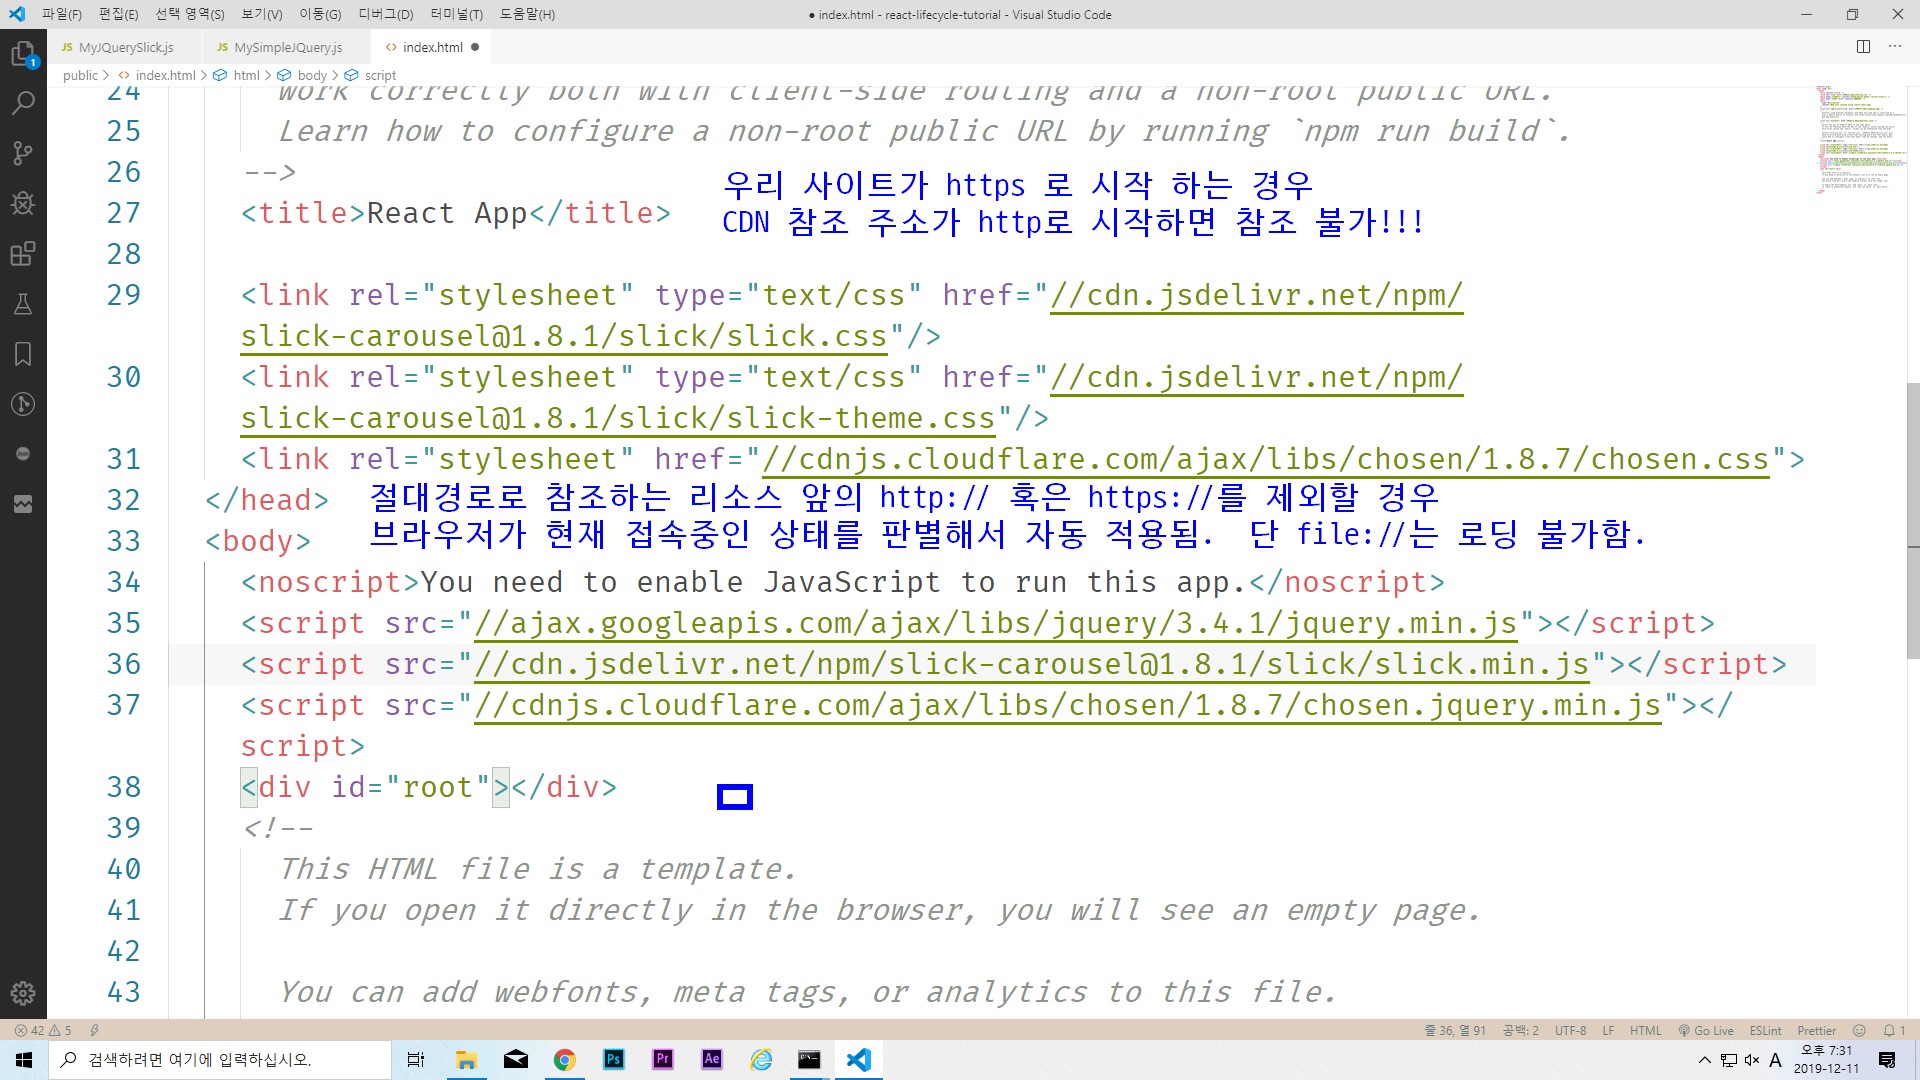 파일(F) 편집(E) 선택 영역(S) 보기(V) 이동(G) 디버그(D) 터미널(T) 도움말(H)
● index.html - react-lifecycle-tutorial - Visual Studio Code
JS MyJQuerySlick.js
JS MySimpleJQuery.js
<> index.html ●
public > <> index.html > html > body > script
24 work correctly both with client-side routing and a non-root public URL.
25 Learn how to configure a non-root public URL by running `npm run build`.
26 -->
우리 사이트가 https 로 시작 하는 경우
27 <title>React App</title>
CDN 참조 주소가 http로 시작하면 참조 불가!!!
28
29 <link rel="stylesheet" type="text/css" href="//cdn.jsdelivr.net/npm/
slick-carousel@1.8.1/slick/slick.css"/>
30 <link rel="stylesheet" type="text/css" href="//cdn.jsdelivr.net/npm/
slick-carousel@1.8.1/slick/slick-theme.css"/>
31 <link rel="stylesheet" href="//cdnjs.cloudflare.com/ajax/libs/chosen/1.8.7/chosen.css">
32 </head>
절대경로로 참조하는 리소스 앞의 http:// 혹은 https://를 제외할 경우
33 <body>
브라우저가 현재 접속중인 상태를 판별해서 자동 적용됨. 단 file://는 로딩 불가함.
34 <noscript>You need to enable JavaScript to run this app.</noscript>
35 <script src="//ajax.googleapis.com/ajax/libs/jquery/3.4.1/jquery.min.js"></script>
36 <script src="//cdn.jsdelivr.net/npm/slick-carousel@1.8.1/slick/slick.min.js"></script>
37 <script src="//cdnjs.cloudflare.com/ajax/libs/chosen/1.8.7/chosen.jquery.min.js"></
script>
38 <div id="root"></div>
39 <!--
40 This HTML file is a template.
41 If you open it directly in the browser, you will see an empty page.
42
43 You can add webfonts, meta tags, or analytics to this file.
42 5
줄 36, 열 91 공백: 2 UTF-8 LF HTML Go Live ESLint Prettier 1
검색하려면 여기에 입력하십시오.
Ps Pr Ae
A 오후 7:31
2019-12-11